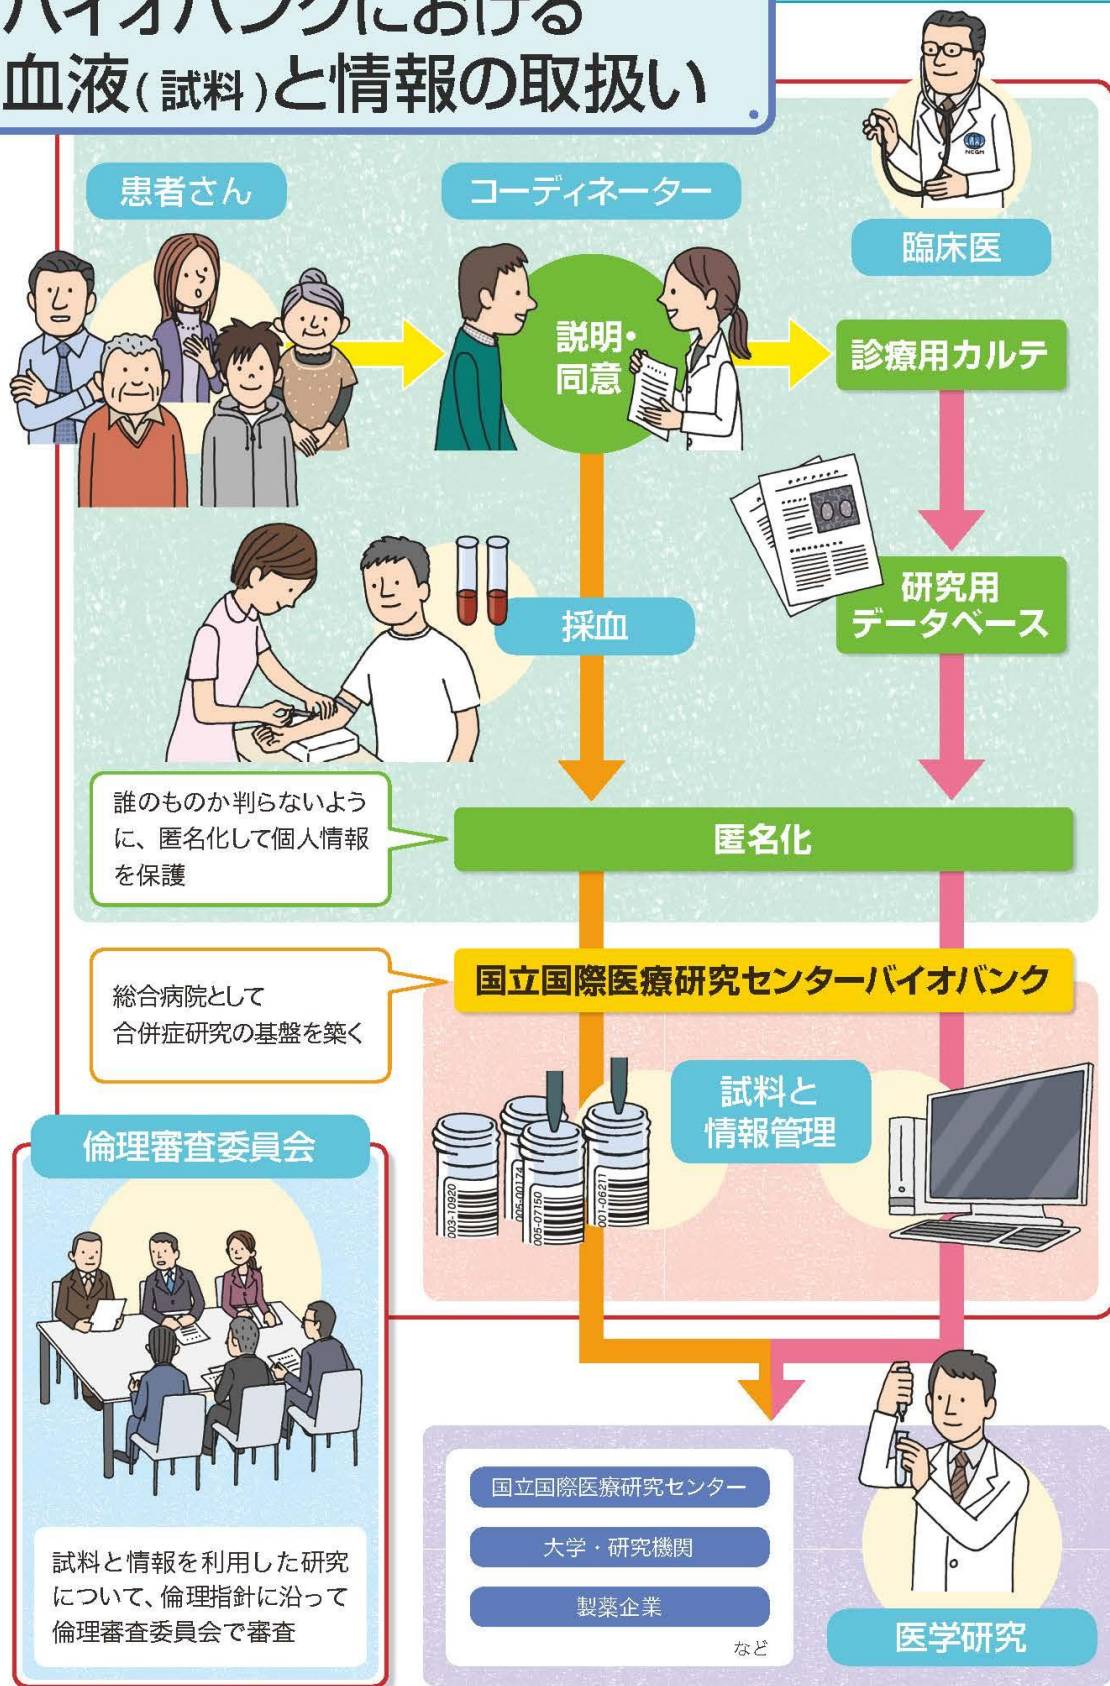 バイオバンクにおける
血液(試料)と情報の取扱い
NCGM
患者さん
コーディネーター
臨床医
説明・
同意
診療用カルテ
研究用
データベース
採血
誰のものか判らないよう
に、匿名化して個人情報
を保護
匿名化
総合病院として
合併症研究の基盤を築く
国立国際医療研究センターバイオバンク
試料と
情報管理
003-10920
005-00174
005-07150
001-06211
倫理審査委員会
試料と情報を利用した研究
について、倫理指針に沿って
倫理審査委員会で審査
国立国際医療研究センター
大学・研究機関
製薬企業
など
医学研究